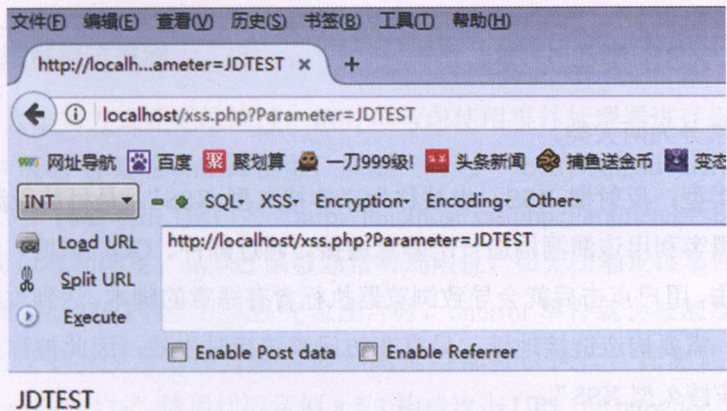 文件(F) 编辑(E) 查看(V) 历史(S) 书签(B) 工具(T) 帮助(H)
http://localh...ameter=JDTEST × +
localhost/xss.php?Parameter=JDTEST
网址导航 百度 聚 聚划算 一刀999级! 头条新闻 捕鱼送金币 变态
INT SQL XSS Encryption Encoding Other
Load URL http://localhost/xss.php?Parameter=JDTEST
Split URL
Execute
Enable Post data Enable Referrer
JDTEST